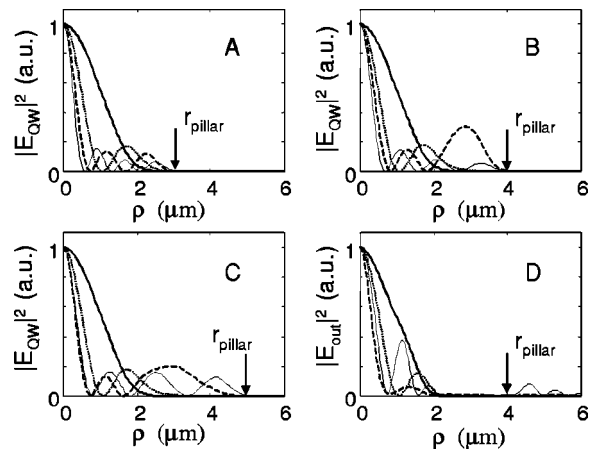 |E_QW|² (a.u.)
1
0
A
r_pillar
0 2 4 6
ρ (μm)
|E_QW|² (a.u.)
1
0
B
r_pillar
0 2 4 6
ρ (μm)
|E_QW|² (a.u.)
1
0
C
r_pillar
0 2 4 6
ρ (μm)
|E_out|² (a.u.)
1
0
D
r_pillar
0 2 4 6
ρ (μm)